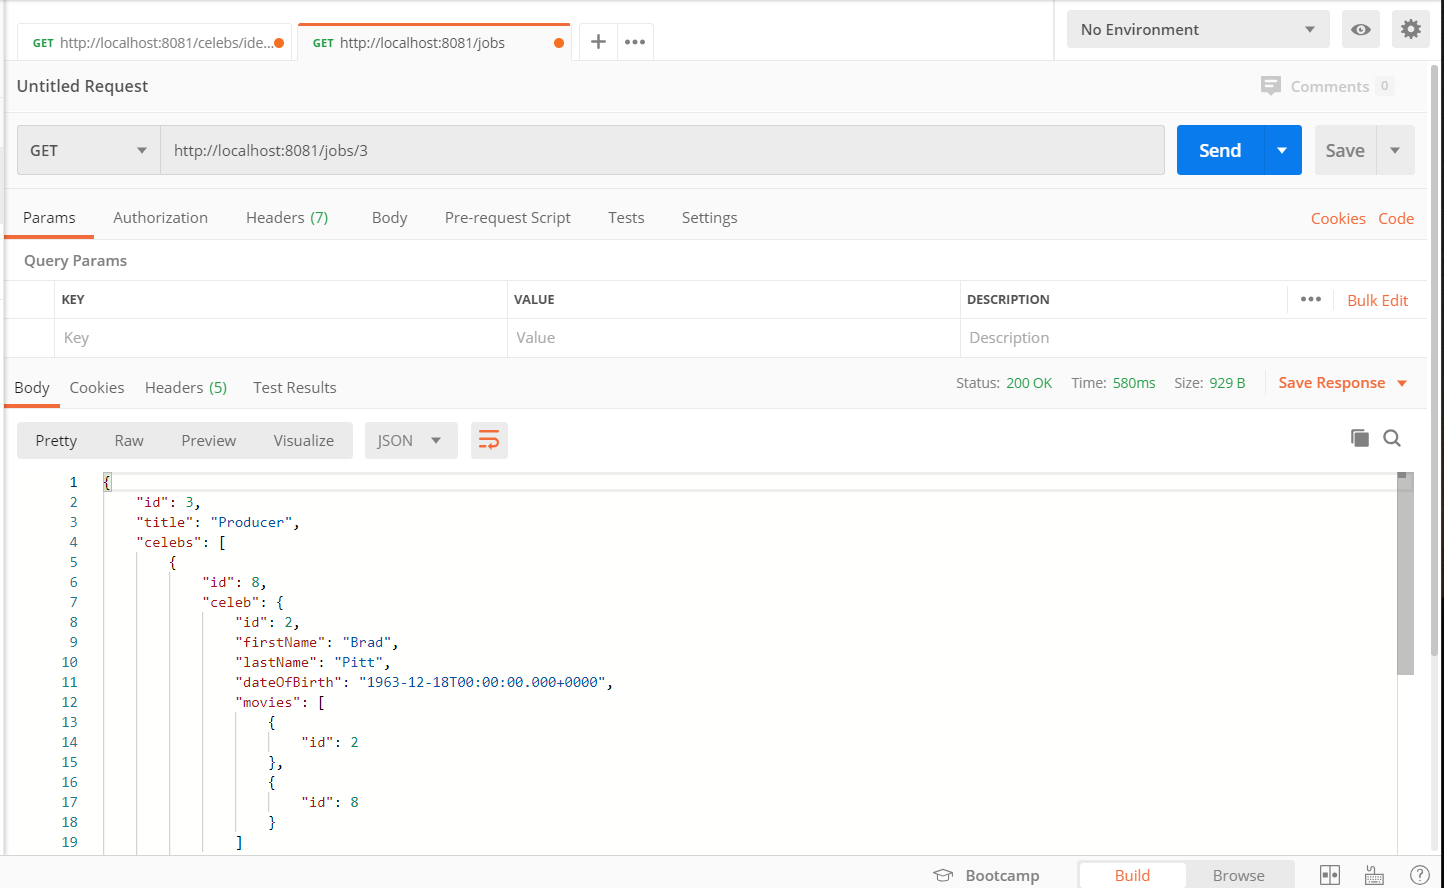 GET http://localhost:8081/celebs/ide...
GET http://localhost:8081/jobs
No Environment
Untitled Request
Comments 0
GET
http://localhost:8081/jobs/3
Send
Save
Params
Authorization
Headers (7)
Body
Pre-request Script
Tests
Settings
Cookies
Code
Query Params
KEY
VALUE
DESCRIPTION
Bulk Edit
Key
Value
Description
Body
Cookies
Headers (5)
Test Results
Status: 200 OK
Time: 580ms
Size: 929 B
Save Response
Pretty
Raw
Preview
Visualize
JSON
1 {
2 "id": 3,
3 "title": "Producer",
4 "celebs": [
5 {
6 "id": 8,
7 "celeb": {
8 "id": 2,
9 "firstName": "Brad",
10 "lastName": "Pitt",
11 "dateOfBirth": "1963-12-18T00:00:00.000+0000",
12 "movies": [
13 {
14 "id": 2
15 },
16 {
17 "id": 8
18 }
19 ]
Bootcamp
Build
Browse